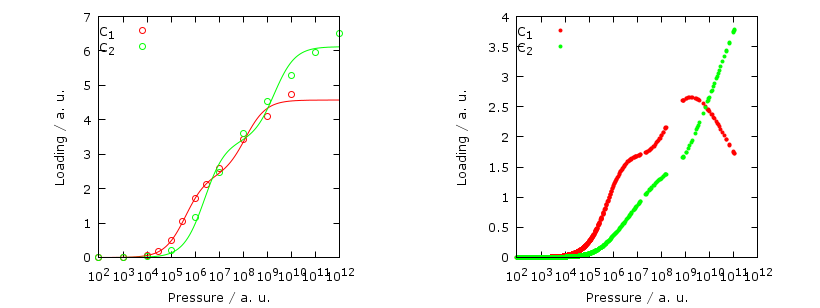 7
6
5
4
3
2
1
0
C₁
C₂
10² 10³ 10⁴ 10⁵ 10⁶ 10⁷ 10⁸ 10⁹ 10¹⁰ 10¹¹ 10¹²
Loading / a. u.
Pressure / a. u.
4
3.5
3
2.5
2
1.5
1
0.5
0
C₁
C₂
10² 10³ 10⁴ 10⁵ 10⁶ 10⁷ 10⁸ 10⁹ 10¹⁰ 10¹¹ 10¹²
Loading / a. u.
Pressure / a. u.